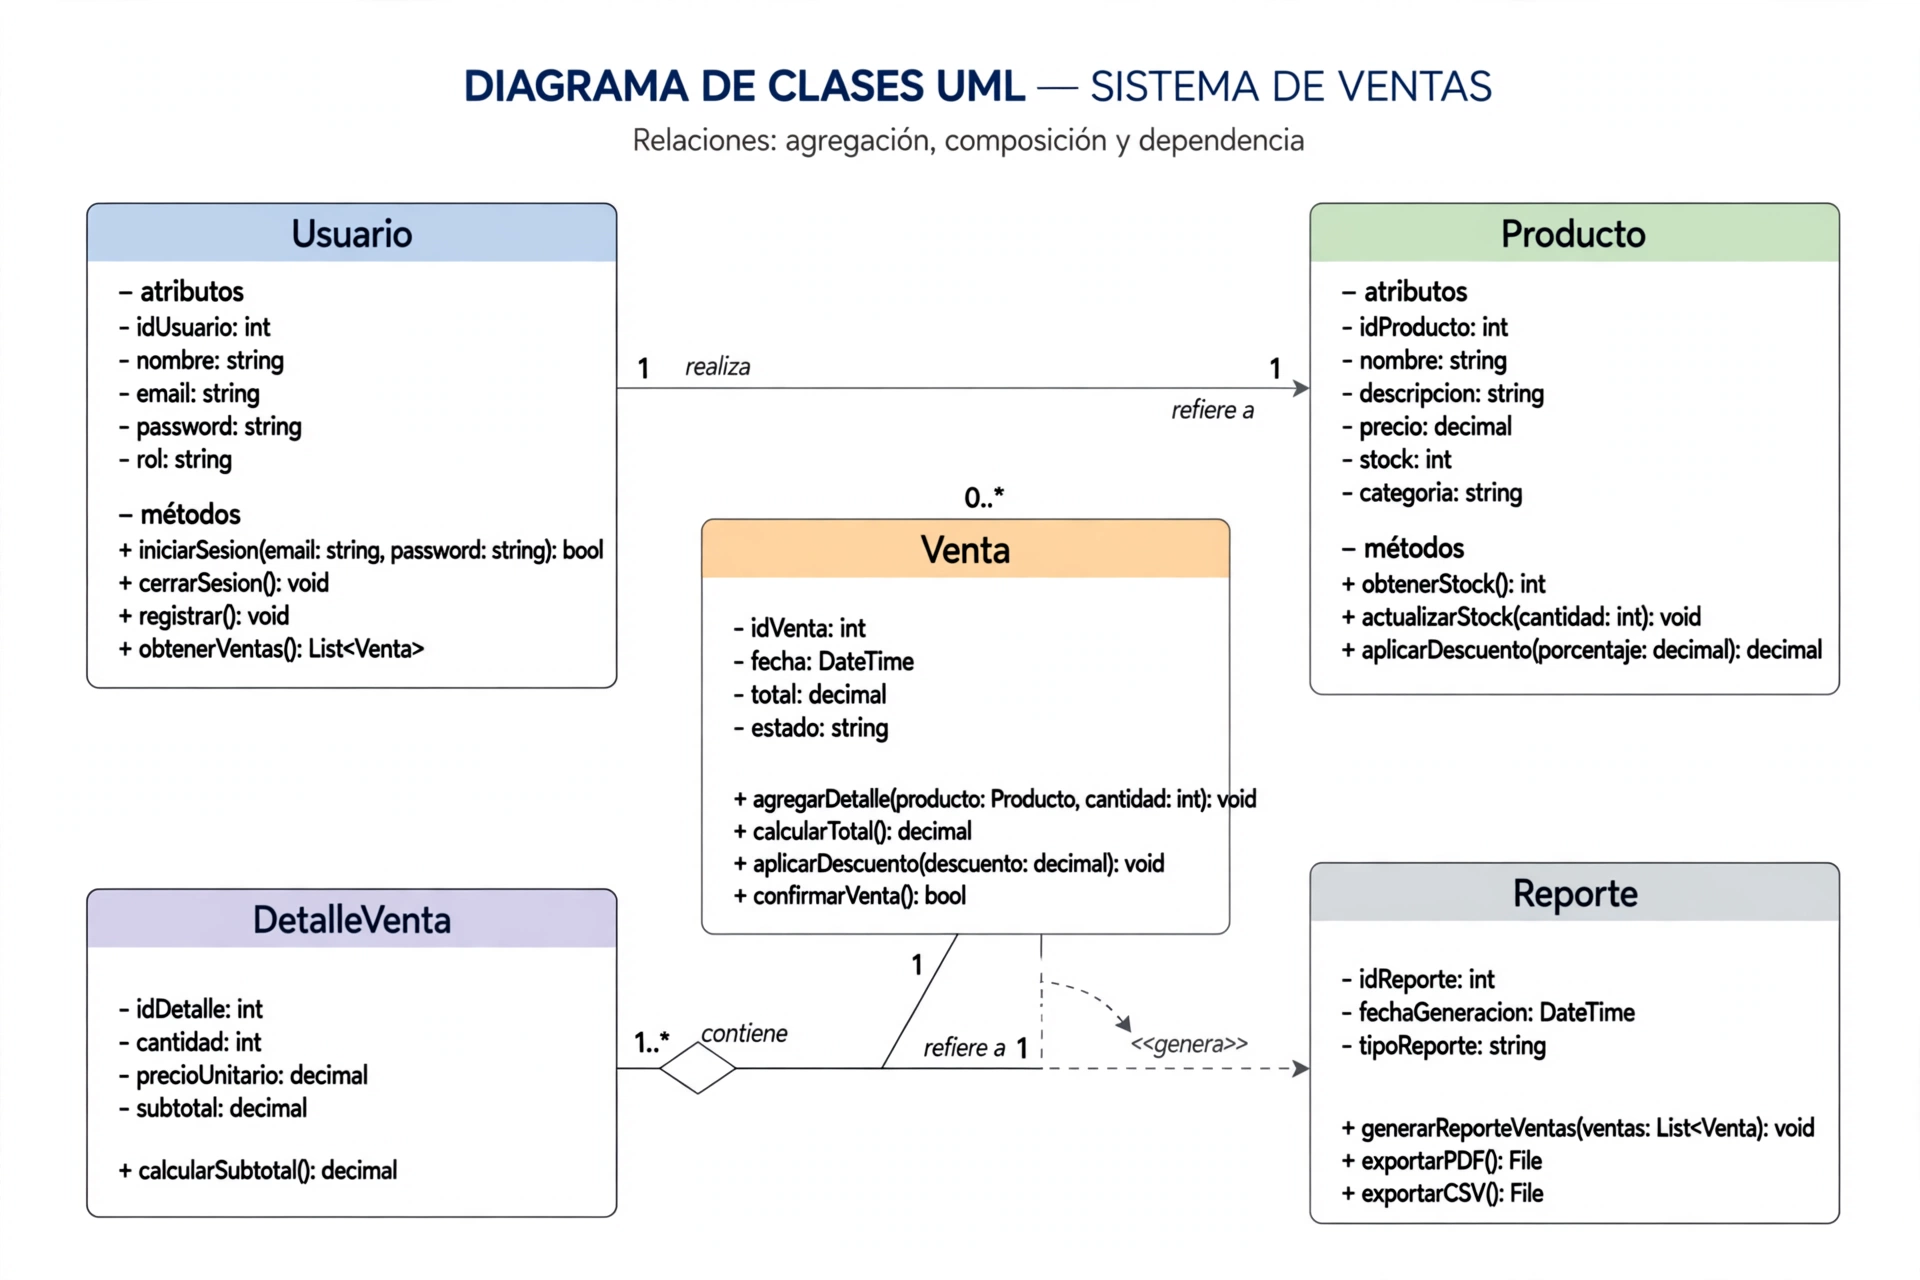 DIAGRAMA DE CLASES UML — SISTEMA DE VENTAS
Relaciones: agregación, composición y dependencia
Usuario
– atributos
- idUsuario: int
- nombre: string
- email: string
- password: string
- rol: string
– métodos
+ iniciarSesion(email: string, password: string): bool
+ cerrarSesion(): void
+ registrar(): void
+ obtenerVentas(): List<Venta>
1 realiza
1
refiere a
Producto
– atributos
- idProducto: int
- nombre: string
- descripcion: string
- precio: decimal
- stock: int
- categoria: string
– métodos
+ obtenerStock(): int
+ actualizarStock(cantidad: int): void
+ aplicarDescuento(porcentaje: decimal): decimal
0..*
Venta
- idVenta: int
- fecha: DateTime
- total: decimal
- estado: string
+ agregarDetalle(producto: Producto, cantidad: int): void
+ calcularTotal(): decimal
+ aplicarDescuento(descuento: decimal): void
+ confirmarVenta(): bool
DetalleVenta
- idDetalle: int
- cantidad: int
- precioUnitario: decimal
- subtotal: decimal
+ calcularSubtotal(): decimal
1
1..* contiene
refiere a 1
<<genera>>
Reporte
- idReporte: int
- fechaGeneracion: DateTime
- tipoReporte: string
+ generarReporteVentas(ventas: List<Venta): void
+ exportarPDF(): File
+ exportarCSV(): File